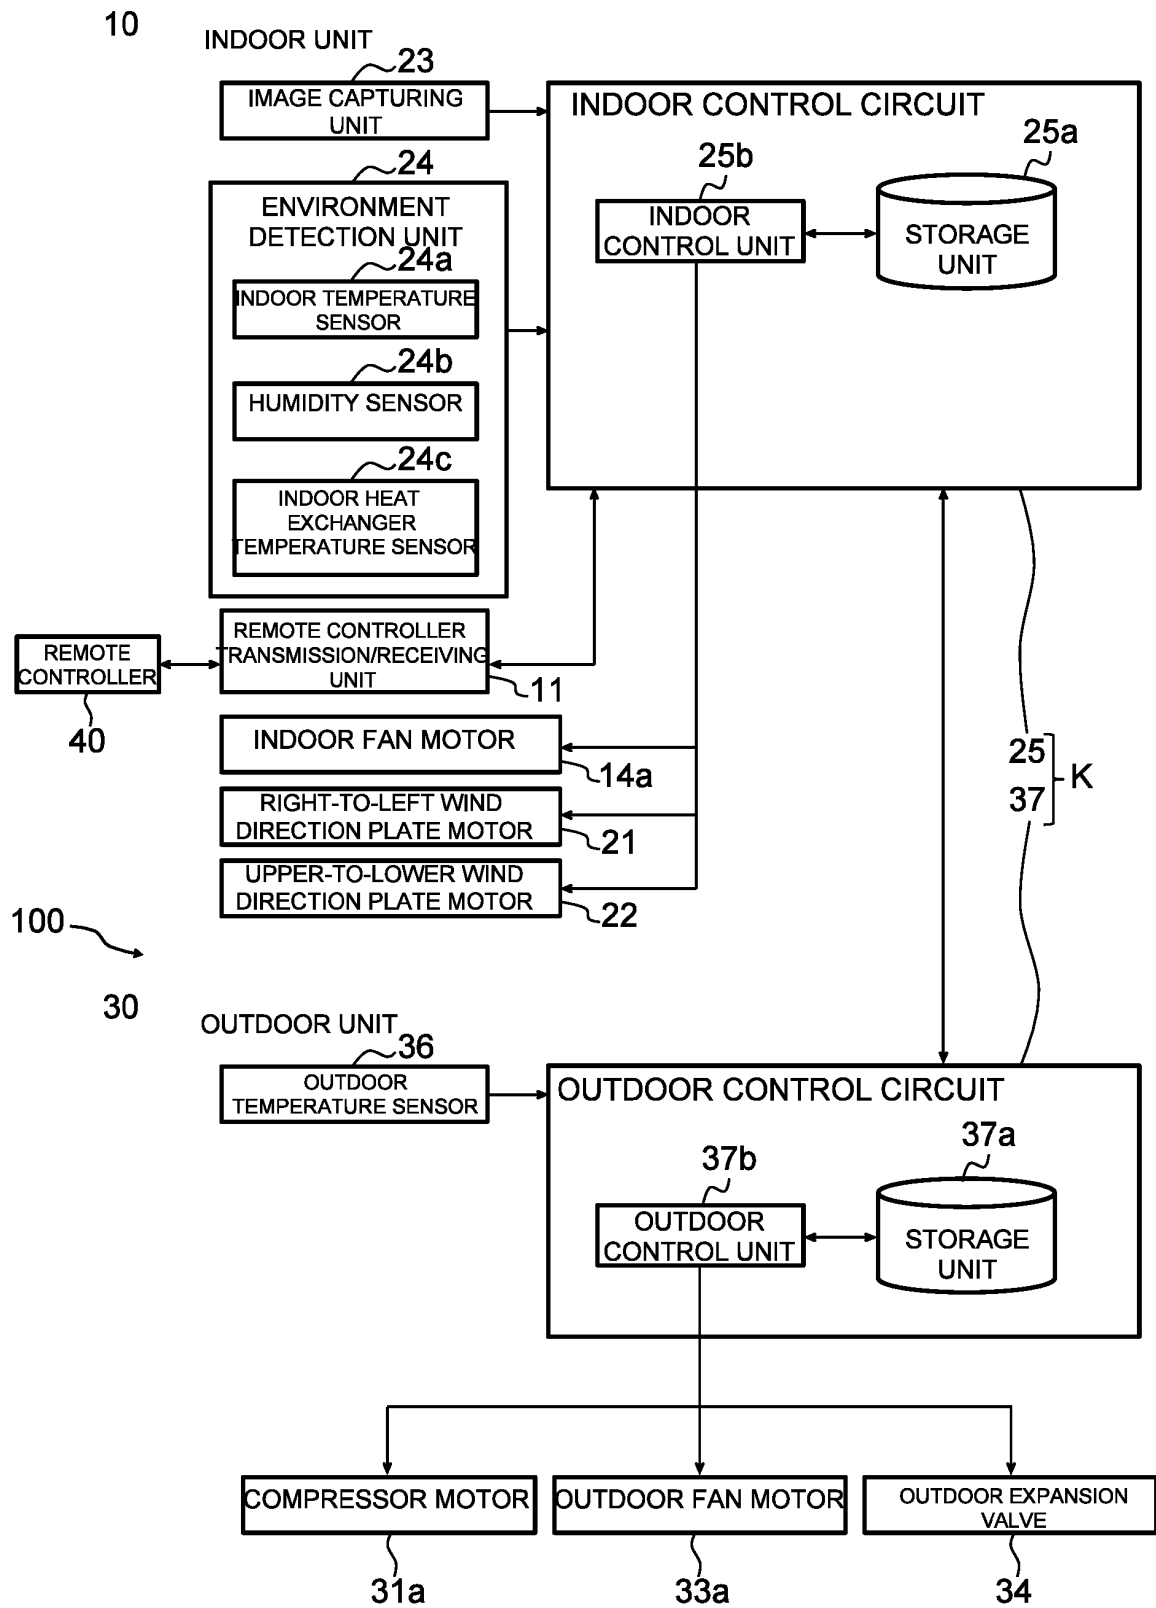 10
INDOOR UNIT
23
IMAGE CAPTURING
UNIT
24
ENVIRONMENT
DETECTION UNIT
24a
INDOOR TEMPERATURE
SENSOR
24b
HUMIDITY SENSOR
24c
INDOOR HEAT
EXCHANGER
TEMPERATURE SENSOR
INDOOR CONTROL CIRCUIT
25b
INDOOR
CONTROL UNIT
25a
STORAGE
UNIT
REMOTE
CONTROLLER
40
REMOTE CONTROLLER
TRANSMISSION/RECEIVING
UNIT
11
INDOOR FAN MOTOR
14a
RIGHT-TO-LEFT WIND
DIRECTION PLATE MOTOR
21
UPPER-TO-LOWER WIND
DIRECTION PLATE MOTOR
22
25
37
K
100
30
OUTDOOR UNIT
36
OUTDOOR
TEMPERATURE SENSOR
OUTDOOR CONTROL CIRCUIT
37b
OUTDOOR
CONTROL UNIT
37a
STORAGE
UNIT
COMPRESSOR MOTOR
31a
OUTDOOR FAN MOTOR
33a
OUTDOOR EXPANSION
VALVE
34